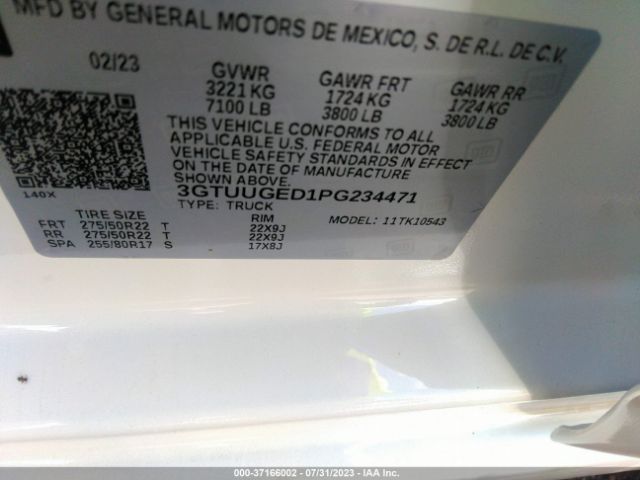 MFD BY GENERAL MOTORS DE MEXICO, S. DE R.L. DE C.V.
02/23 GVWR GAWR FRT GAWR RR
3221 KG 1724 KG 1724 KG
7100 LB 3800 LB 3800 LB
THIS VEHICLE CONFORMS TO ALL
APPLICABLE U.S. FEDERAL MOTOR
VEHICLE SAFETY STANDARDS IN EFFECT
ON THE DATE OF MANUFACTURE
SHOWN ABOVE.
3GTUUGED1PG234471
140X TYPE: TRUCK MODEL: 11TK10543
TIRE SIZE RIM
FRT 275/50R22 T 22X9J
RR 275/50R22 T 22X9J
SPA 255/80R17 S 17X8J
000-37166002 - 07/31/2023 - IAA Inc.